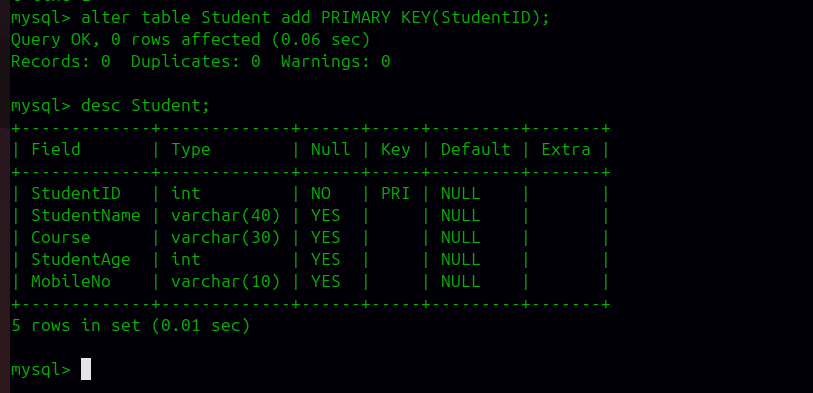 mysql> alter table Student add PRIMARY KEY(StudentID);
Query OK, 0 rows affected (0.06 sec)
Records: 0  Duplicates: 0  Warnings: 0
mysql> desc Student;
+-------------+-------------+------+-----+---------+-------+
| Field       | Type        | Null | Key | Default | Extra |
+-------------+-------------+------+-----+---------+-------+
| StudentID   | int         | NO   | PRI | NULL    |       |
| StudentName | varchar(40) | YES  |     | NULL    |       |
| Course      | varchar(30) | YES  |     | NULL    |       |
| StudentAge  | int         | YES  |     | NULL    |       |
| MobileNo    | varchar(10) | YES  |     | NULL    |       |
+-------------+-------------+------+-----+---------+-------+
5 rows in set (0.01 sec)
mysql>